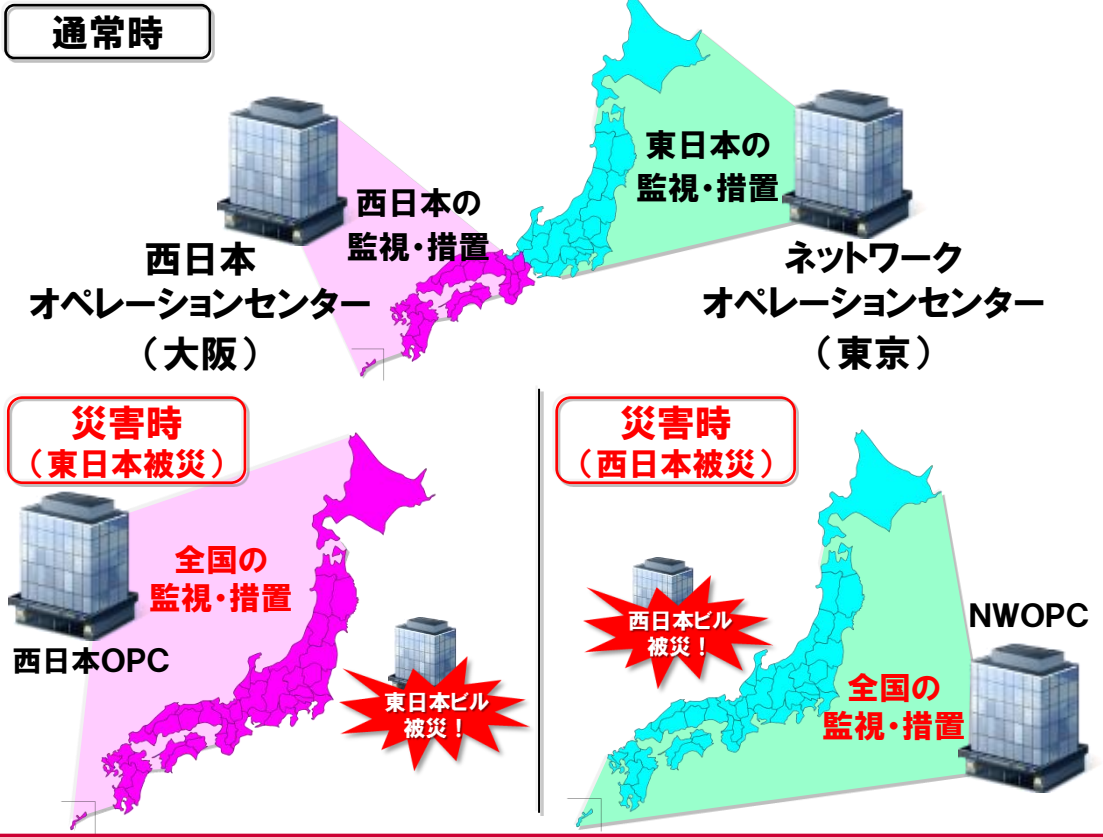 通常時
東日本の
監視・措置
西日本の
監視・措置
西日本
オペレーションセンター
（大阪）
ネットワーク
オペレーションセンター
（東京）
災害時
（東日本被災）
全国の
監視・措置
西日本OPC
東日本ビル
被災！
災害時
（西日本被災）
西日本ビル
被災！
NWOPC
全国の
監視・措置